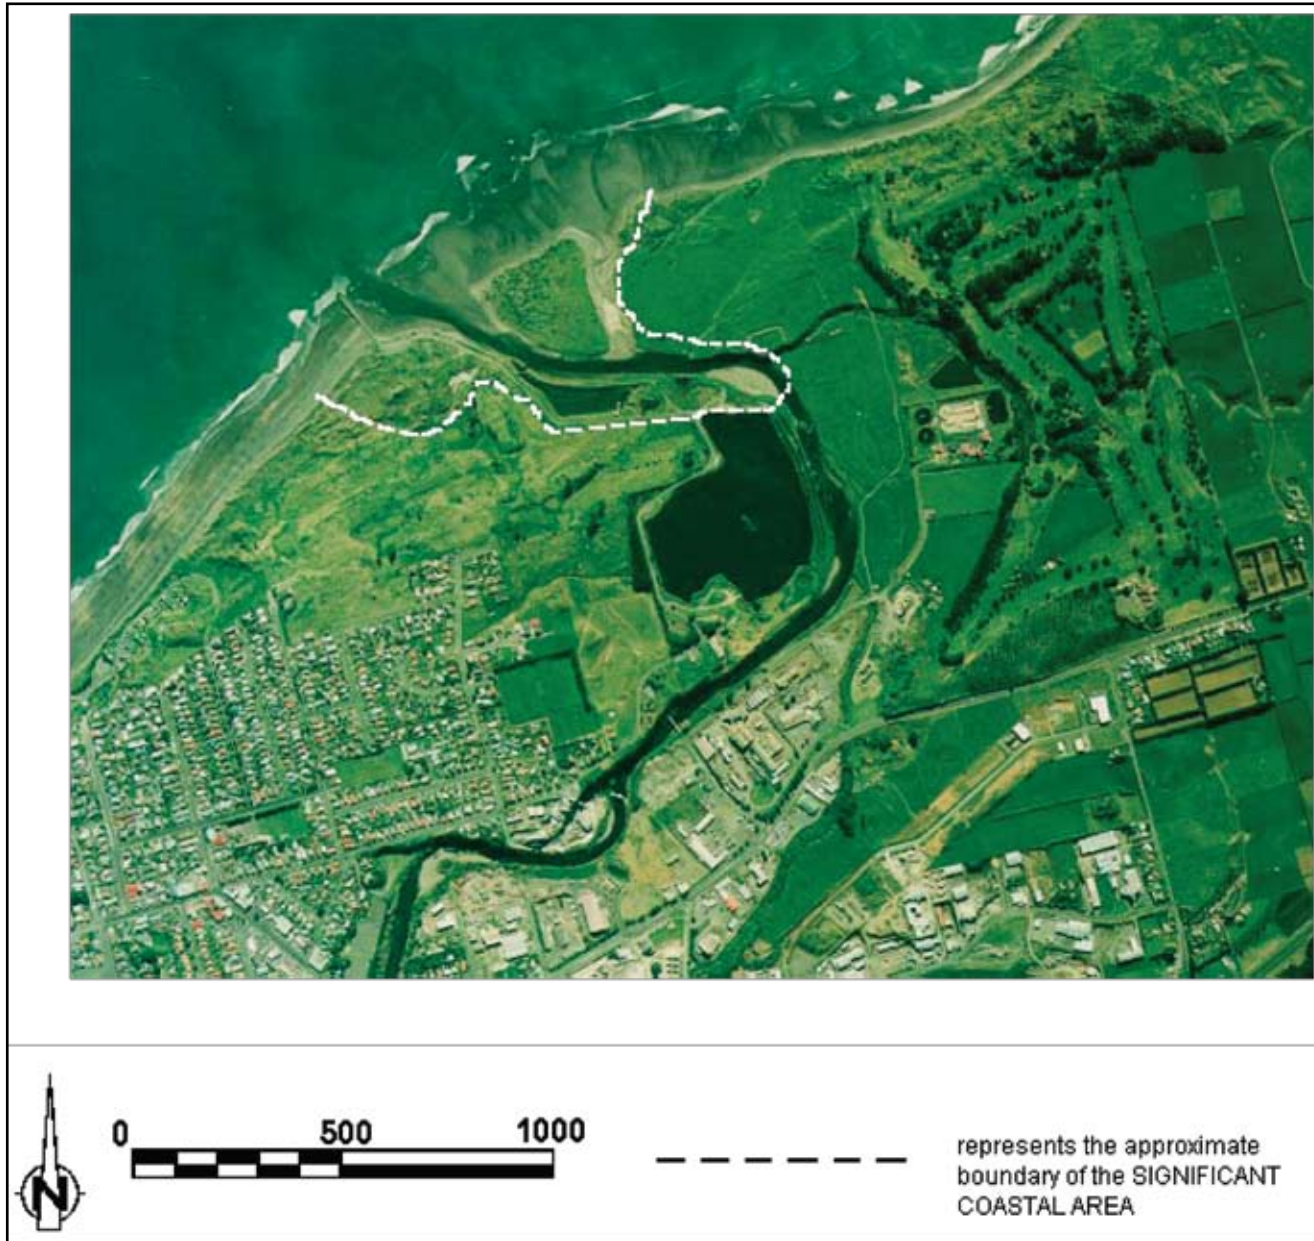 0 500 1000
N
represents the approximate
boundary of the SIGNIFICANT
COASTAL AREA